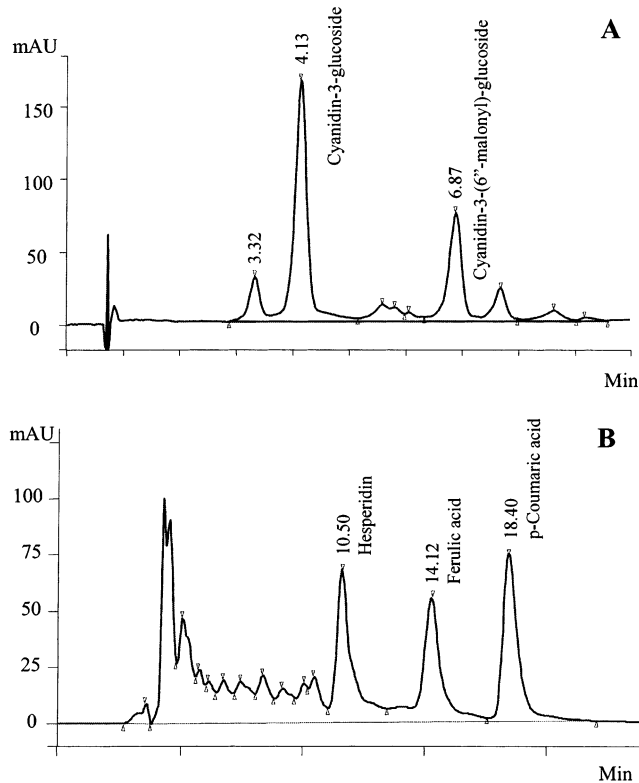 A
mAU
150
100
50
0
3.32
4.13
Cyanidin-3-glucoside
6.87
Cyanidin-3-(6”-malonyl)-glucoside
Min
B
mAU
100
75
50
25
0
10.50
Hesperidin
14.12
Ferulic acid
18.40
p-Coumaric acid
Min